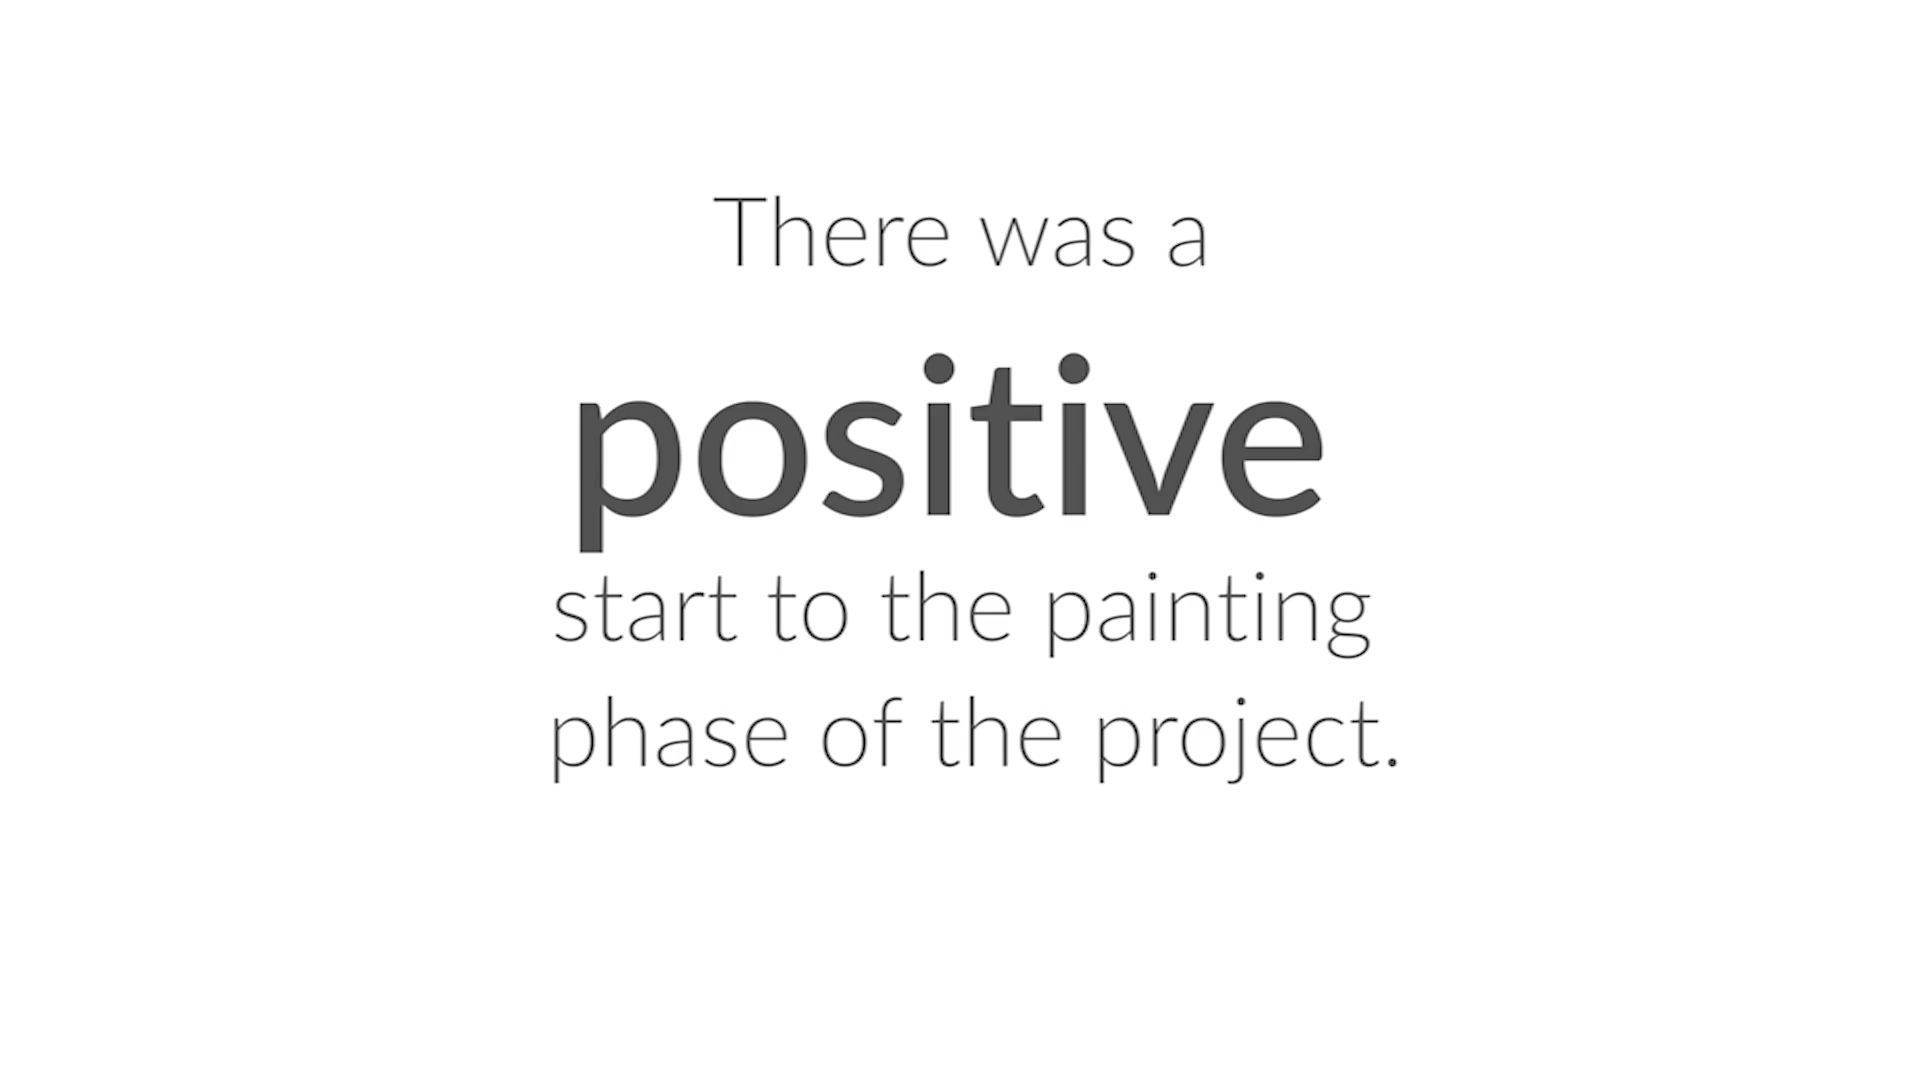 There was a
positive
start to the painting
phase of the project.